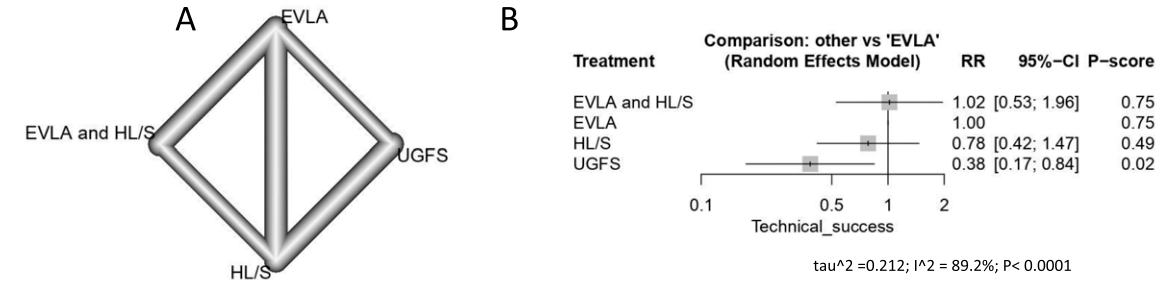 A
EVLA
EVLA and HL/S
UGFS
HL/S
B
Comparison: other vs 'EVLA'
Treatment (Random Effects Model) RR 95%−CI P−score
EVLA and HL/S 1.02 [0.53; 1.96] 0.75
EVLA 1.00 0.75
HL/S 0.78 [0.42; 1.47] 0.49
UGFS 0.38 [0.17; 0.84] 0.02
0.1 0.5 1 2
Technical_success
tau^2 =0.212; I^2 = 89.2%; P< 0.0001